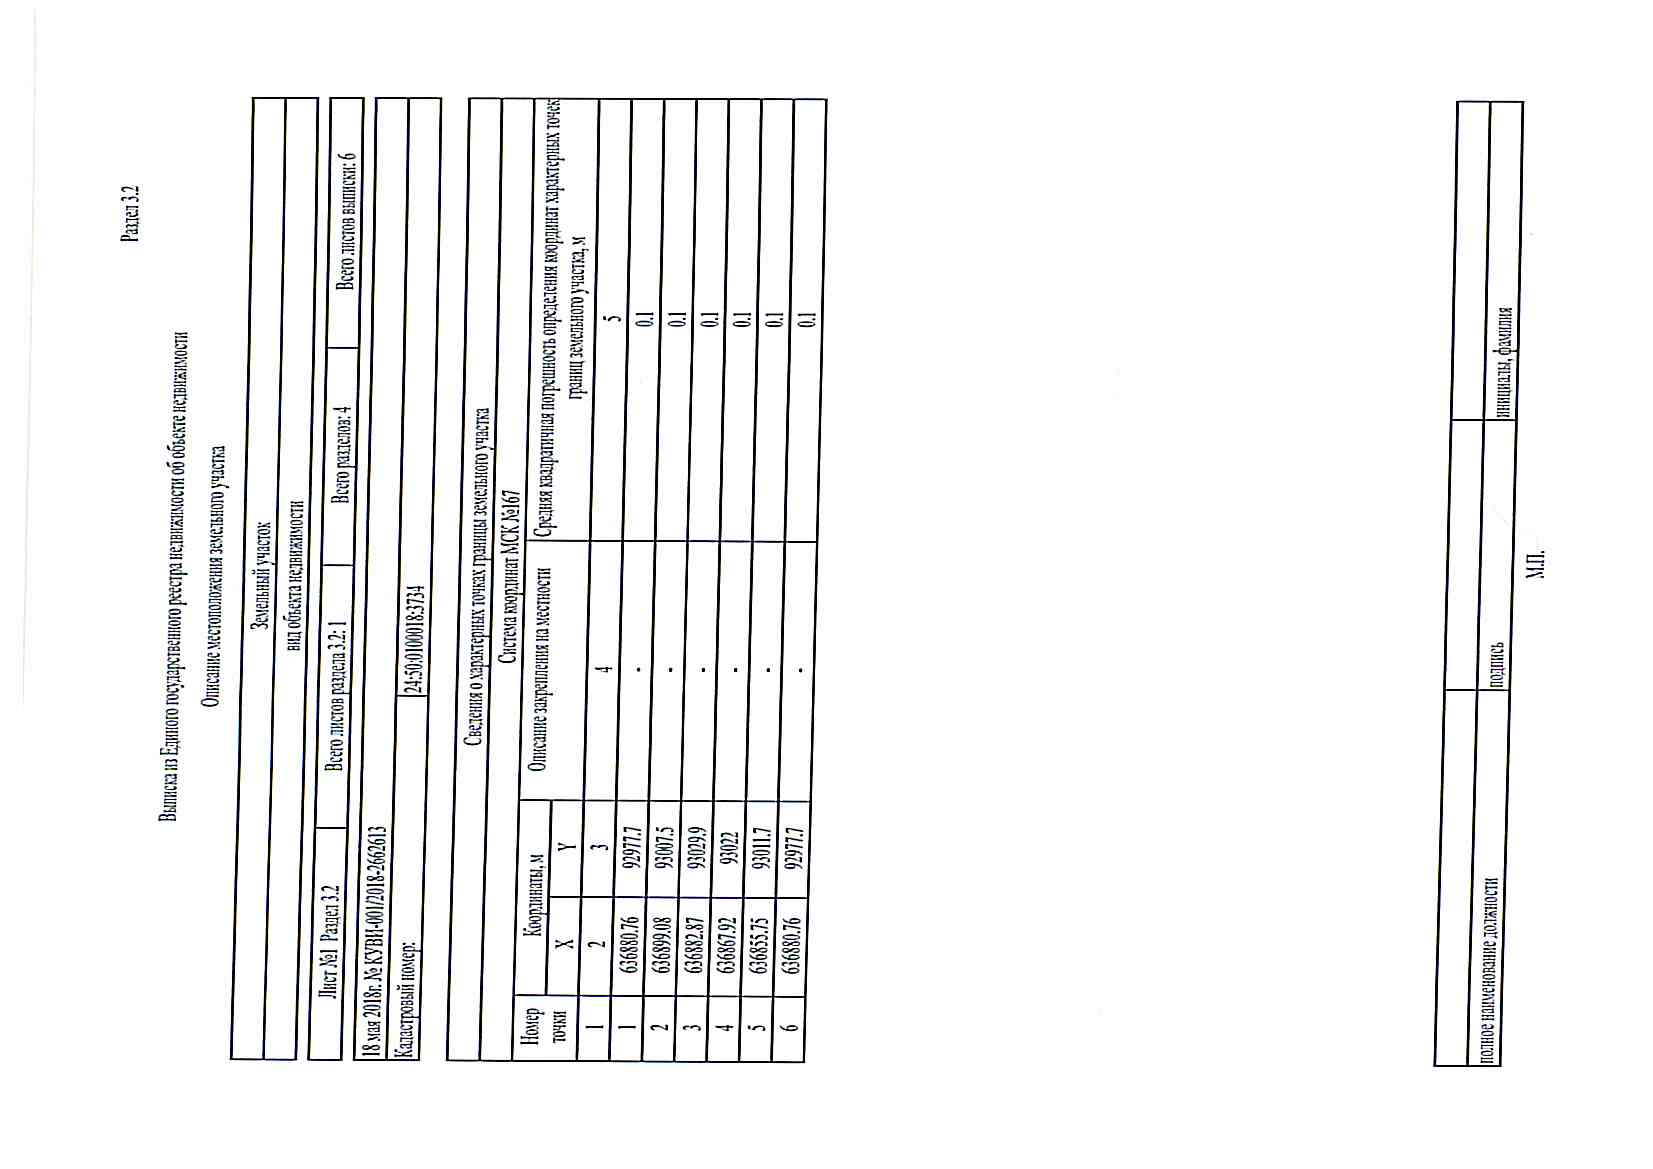 Раздел 3.2
Выписка из Единого государственного реестра недвижимости об объекте недвижимости
Описание местоположения земельного участка
Земельный участок
вид объекта недвижимости
Лист №1 Раздел 3.2 Всего листов раздела 3.2: 1 Всего разделов: 4 Всего листов выписки: 6
18 мая 2018г. № КУВИ-001/2018-2662613
Кадастровый номер: 24:50:0100018:3734
Сведения о характерных точках границы земельного участка
Система координат МСК №167
Номер точки Координаты, м Описание закрепления на местности Средняя квадратичная погрешность определения координат характерных точек
границ земельного участка, м
X Y
1 2 3 4 5
1 636880.76 92977.7 - 0.1
2 636899.08 93007.5 - 0.1
3 636882.87 93029.9 - 0.1
4 636867.92 93022 - 0.1
5 636855.75 93011.7 - 0.1
6 636880.76 92977.7 - 0.1
полное наименование должности подпись инициалы, фамилия
М.П.